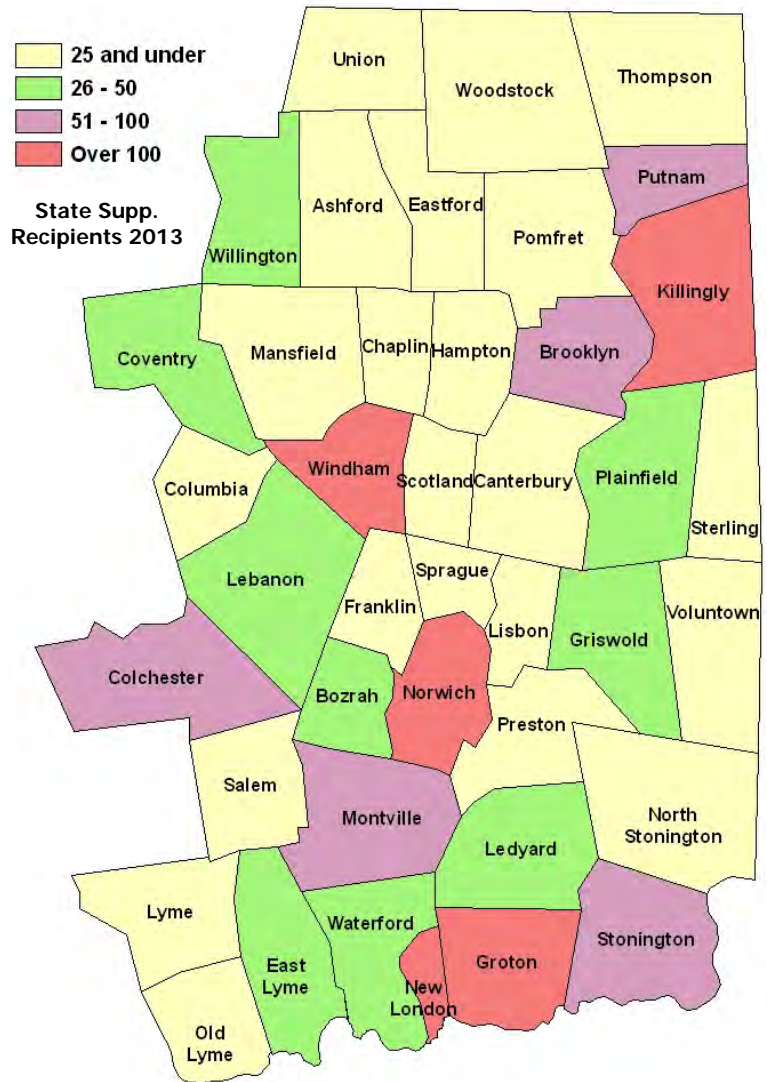 25 and under
26 - 50
51 - 100
Over 100
State Supp.
Recipients 2013
Union
Woodstock
Thompson
Putnam
Ashford
Eastford
Pomfret
Willington
Killingly
Coventry
Mansfield
Chaplin
Hampton
Brooklyn
Windham
Scotland
Canterbury
Plainfield
Columbia
Sterling
Lebanon
Sprague
Franklin
Lisbon
Griswold
Voluntown
Colchester
Bozrah
Norwich
Preston
Salem
Montville
North
Stonington
Ledyard
Lyme
Waterford
Stonington
East
Lyme
Groton
New
London
Old
Lyme